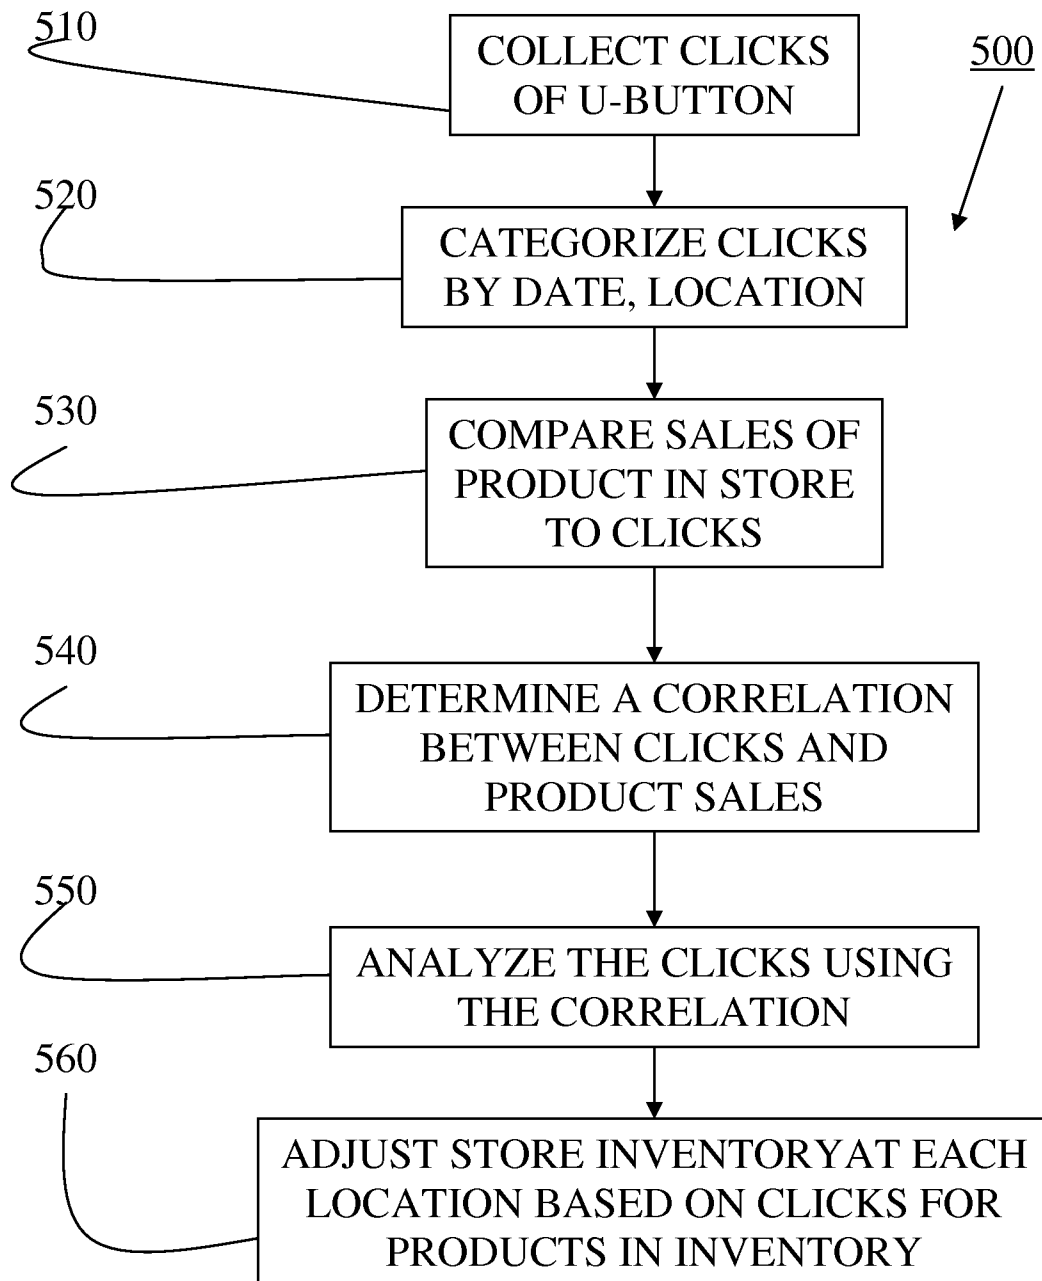 510
COLLECT CLICKS
OF U-BUTTON
500
520
CATEGORIZE CLICKS
BY DATE, LOCATION
530
COMPARE SALES OF
PRODUCT IN STORE
TO CLICKS
540
DETERMINE A CORRELATION
BETWEEN CLICKS AND
PRODUCT SALES
550
ANALYZE THE CLICKS USING
THE CORRELATION
560
ADJUST STORE INVENTORYAT EACH
LOCATION BASED ON CLICKS FOR
PRODUCTS IN INVENTORY